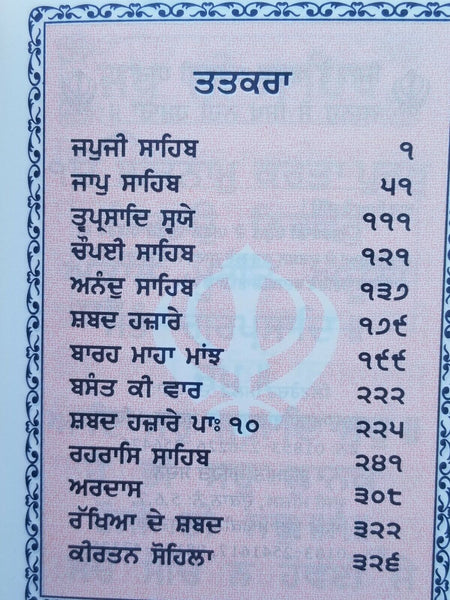 ਤਤਕਰਾ
ਜਪੁਜੀ ਸਾਹਿਬ ੧
ਜਾਪੁ ਸਾਹਿਬ ੫੧
ਤ੍ਵਪ੍ਰਸਾਦਿ ਸ੍ਵਯੇ ੧੧੧
ਚੌਪਈ ਸਾਹਿਬ ੧੨੧
ਅਨੰਦੁ ਸਾਹਿਬ ੧੩੭
ਸ਼ਬਦ ਹਜ਼ਾਰੇ ੧੭੯
ਬਾਰਹ ਮਾਹਾ ਮਾਂਝ ੧੯੯
ਬਸੰਤ ਕੀ ਵਾਰ ੨੨੨
ਸ਼ਬਦ ਹਜ਼ਾਰੇ ਪਾਃ ੧੦ ੨੨੫
ਰਹਰਾਸਿ ਸਾਹਿਬ ੨੪੧
ਅਰਦਾਸ ੩੦੮
ਰੱਖਿਆ ਦੇ ਸ਼ਬਦ ੩੨੨
ਕੀਰਤਨ ਸੋਹਿਲਾ ੩੨੬